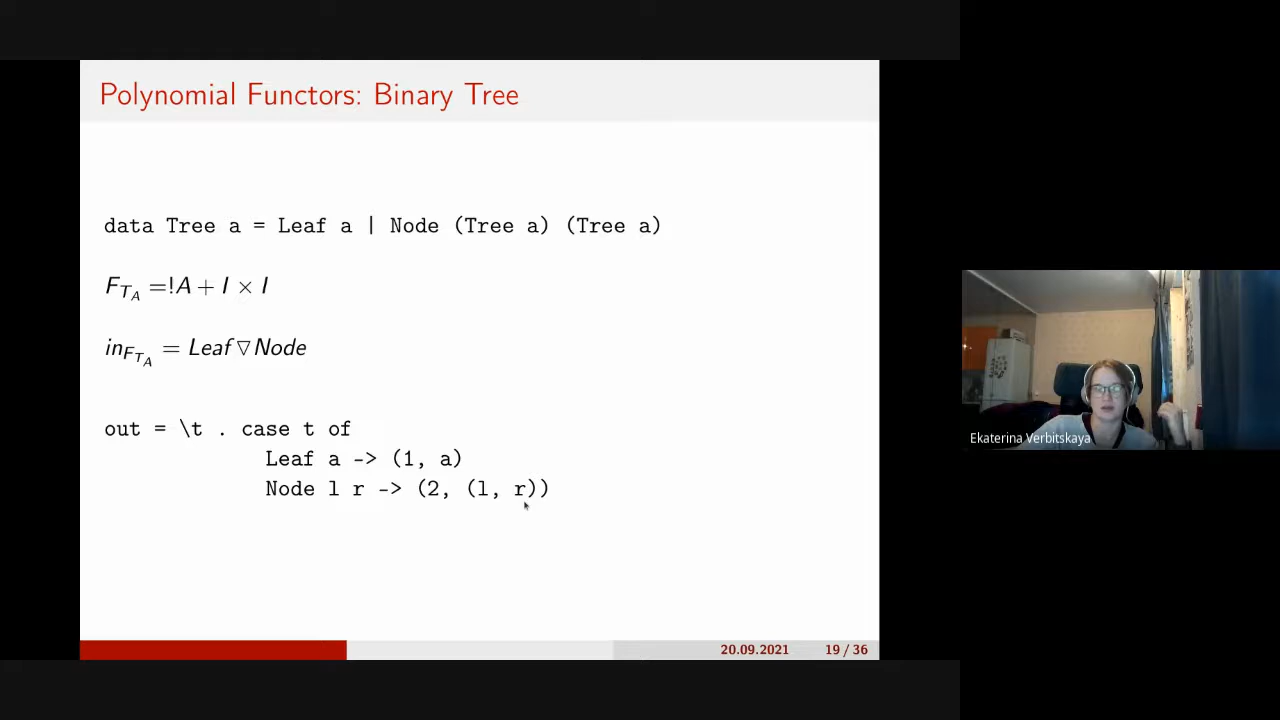 Polynomial Functors: Binary Tree
data Tree a = Leaf a | Node (Tree a) (Tree a)
F_{T_A} =!A + I × I
in_{F_{T_A}} = Leaf ▽ Node
out = \t . case t of
Leaf a -> (1, a)
Node l r -> (2, (l, r))
Ekaterina Verbitskaya
20.09.2021 19 / 36